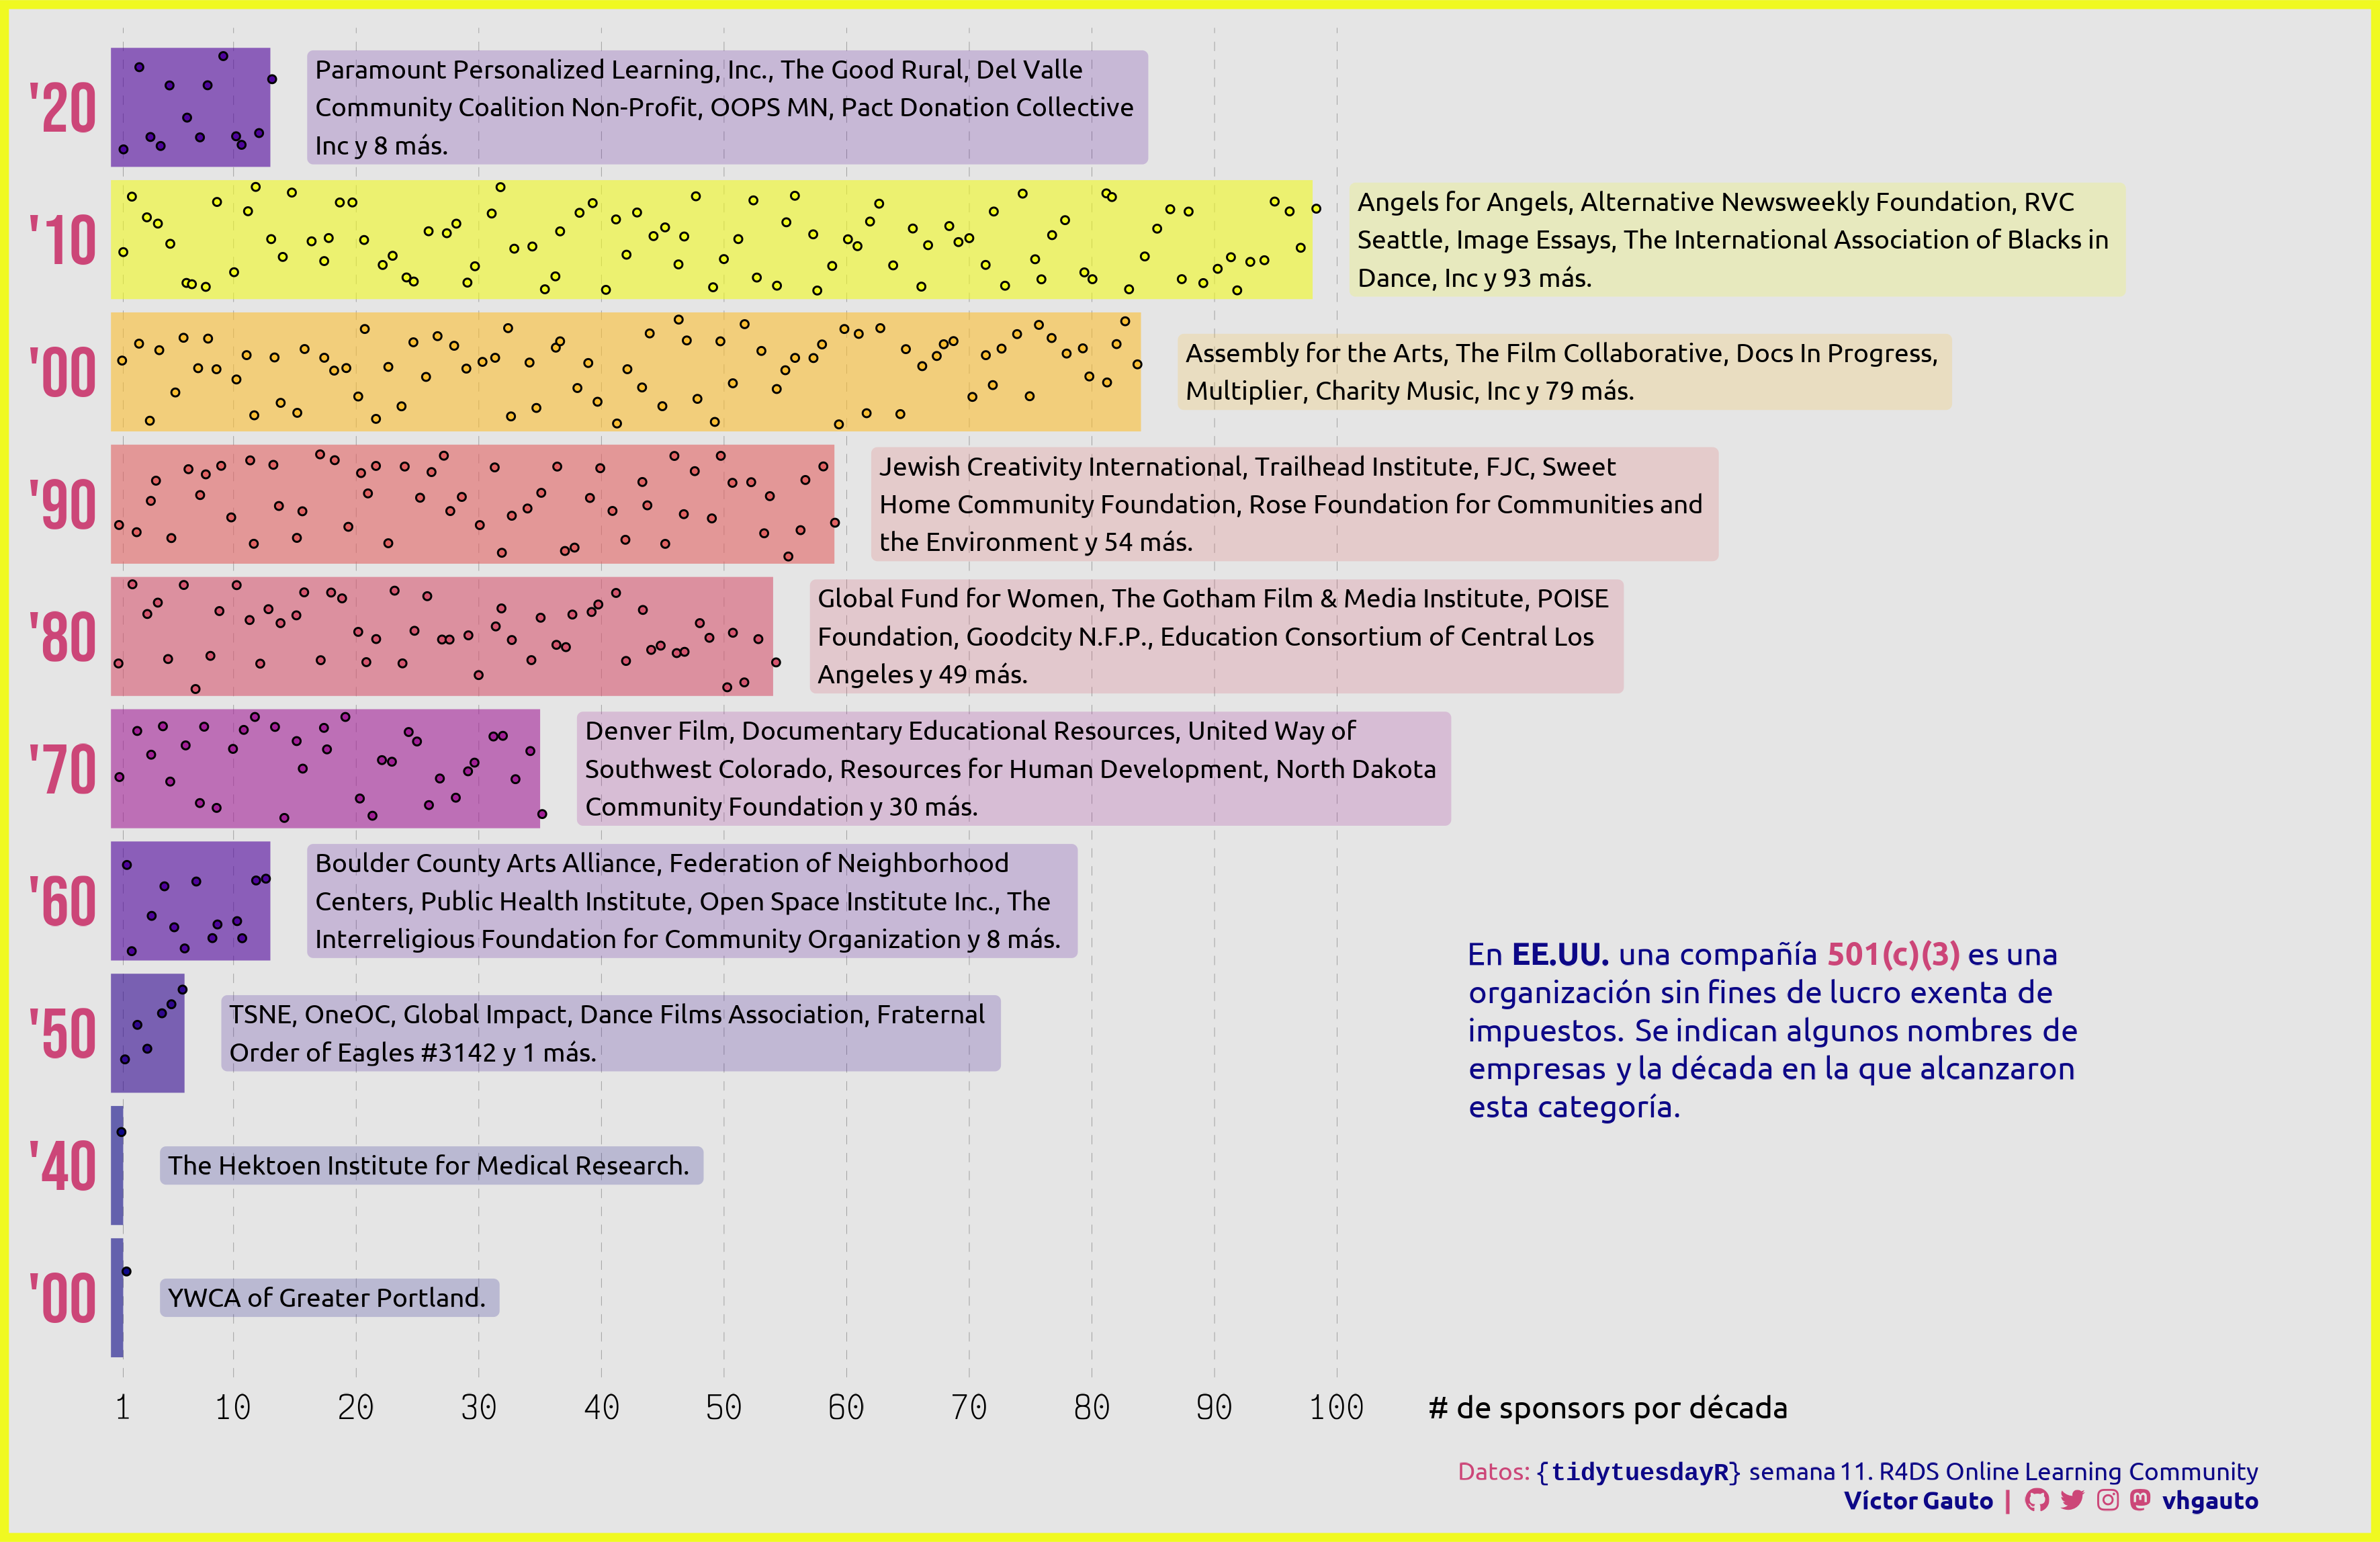 '20
Paramount Personalized Learning, Inc., The Good Rural, Del Valle
Community Coalition Non-Profit, OOPS MN, Pact Donation Collective
Inc y 8 más.
'10
Angels for Angels, Alternative Newsweekly Foundation, RVC
Seattle, Image Essays, The International Association of Blacks in
Dance, Inc y 93 más.
'00
Assembly for the Arts, The Film Collaborative, Docs In Progress,
Multiplier, Charity Music, Inc y 79 más.
'90
Jewish Creativity International, Trailhead Institute, FJC, Sweet
Home Community Foundation, Rose Foundation for Communities and
the Environment y 54 más.
'80
Global Fund for Women, The Gotham Film & Media Institute, POISE
Foundation, Goodcity N.F.P., Education Consortium of Central Los
Angeles y 49 más.
'70
Denver Film, Documentary Educational Resources, United Way of
Southwest Colorado, Resources for Human Development, North Dakota
Community Foundation y 30 más.
'60
Boulder County Arts Alliance, Federation of Neighborhood
Centers, Public Health Institute, Open Space Institute Inc., The
Interreligious Foundation for Community Organization y 8 más.
'50
TSNE, OneOC, Global Impact, Dance Films Association, Fraternal
Order of Eagles #3142 y 1 más.
'40
The Hektoen Institute for Medical Research.
'00
YWCA of Greater Portland.
En EE.UU. una compañía 501(c)(3) es una
organización sin fines de lucro exenta de
impuestos. Se indican algunos nombres de
empresas y la década en la que alcanzaron
esta categoría.
1 10 20 30 40 50 60 70 80 90 100 # de sponsors por década
Datos: {tidytuesdayR} semana 11. R4DS Online Learning Community
Víctor Gauto | vhgauto